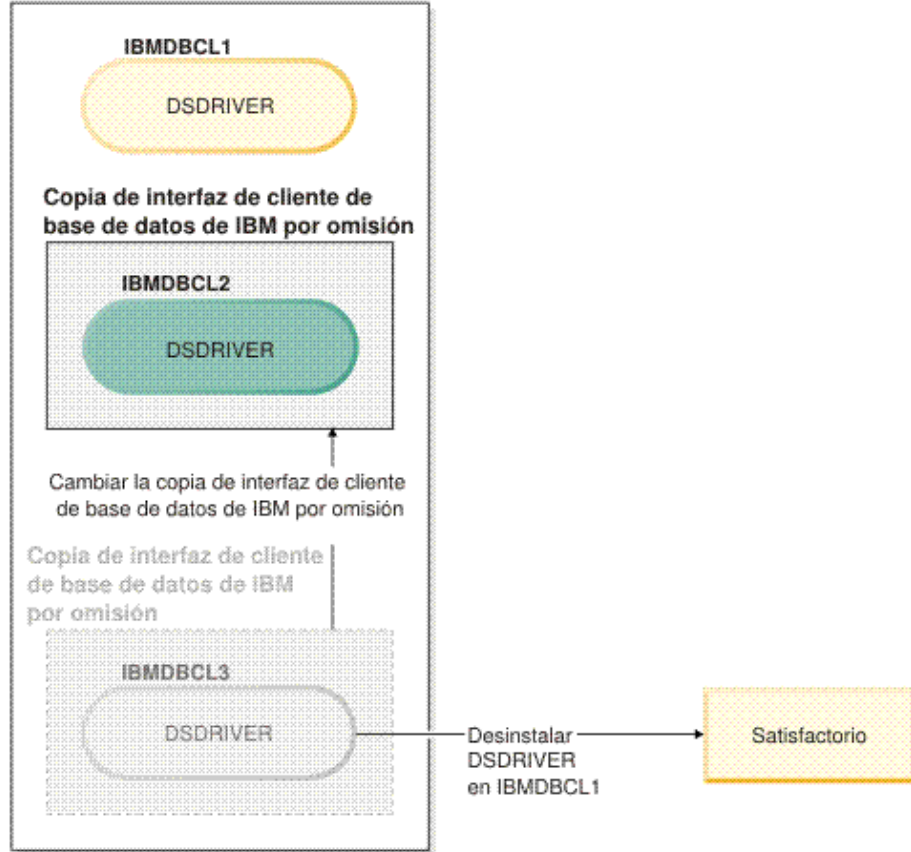 IBMDBCL1
DSDRIVER
Copia de interfaz de cliente de
base de datos de IBM por omisión
IBMDBCL2
DSDRIVER
Cambiar la copia de interfaz de cliente
de base de datos de IBM por omisión
Copia de interfaz de cliente
de base de datos de IBM
por omisión
IBMDBCL3
DSDRIVER
Desinstalar
DSDRIVER
en IBMDBCL1
Satisfactorio